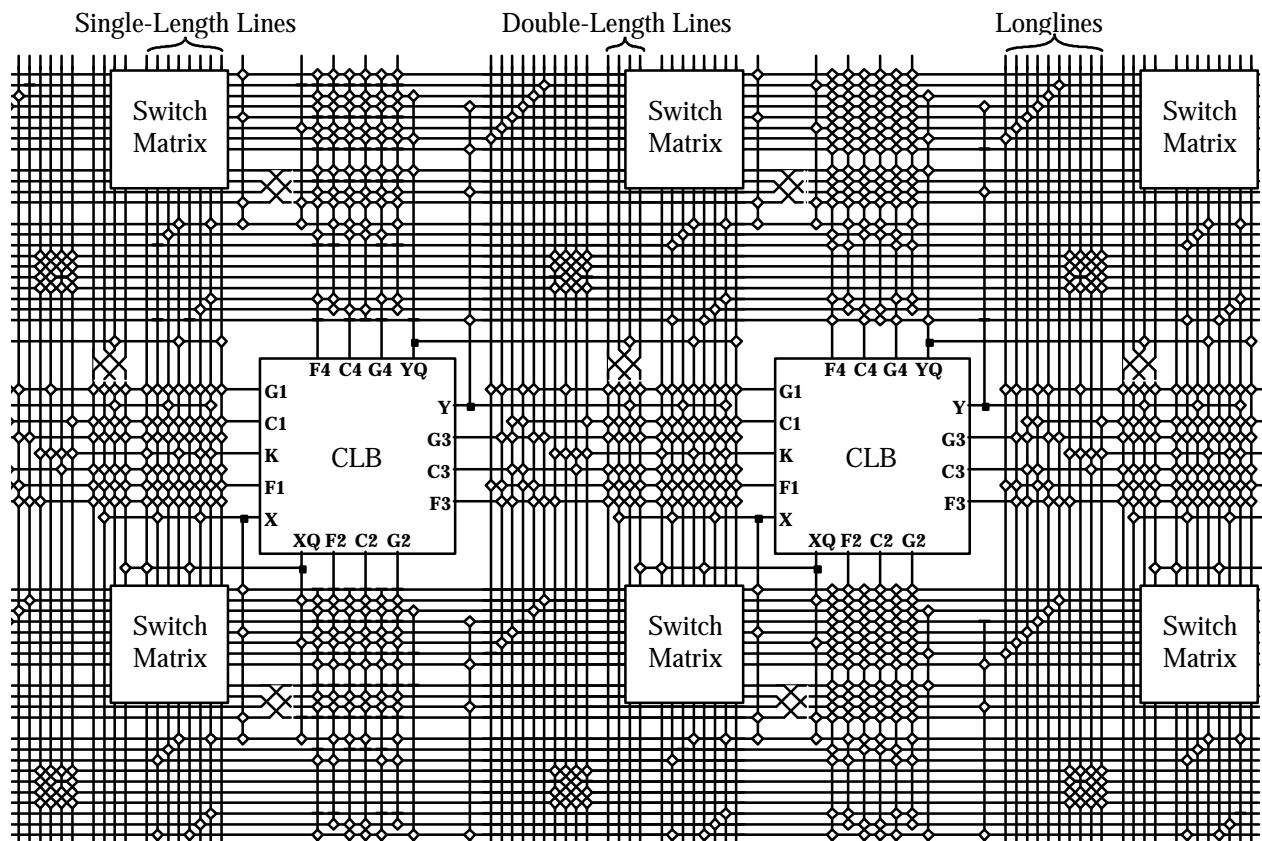 Single-Length Lines Double-Length Lines Longlines
Switch Matrix Switch Matrix Switch Matrix
F4 C4 G4 YQ F4 C4 G4 YQ
G1 G1
Y Y
C1 C1
G3 G3
K CLB K CLB
C3 C3
F1 F1
F3 F3
X X
XQ F2 C2 G2 XQ F2 C2 G2
Switch Matrix Switch Matrix Switch Matrix